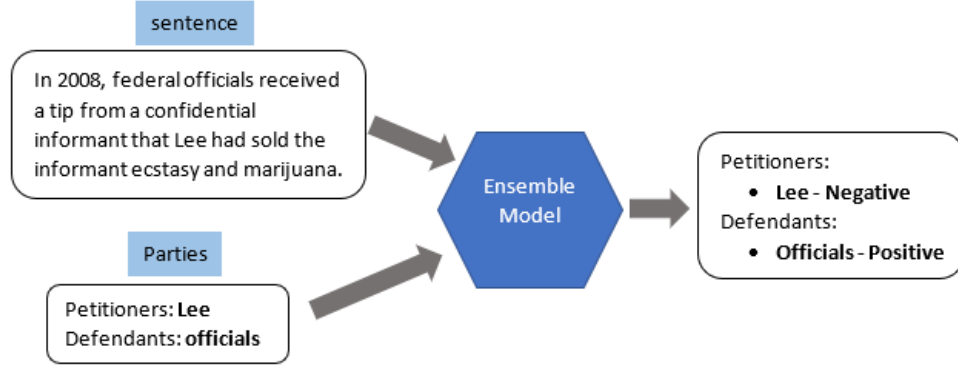 sentence
In 2008, federal officials received
a tip from a confidential
informant that Lee had sold the
informant ecstasy and marijuana.
Parties
Petitioners: Lee
Defendants: officials
Ensemble
Model
Petitioners:
• Lee - Negative
Defendants:
• Officials - Positive